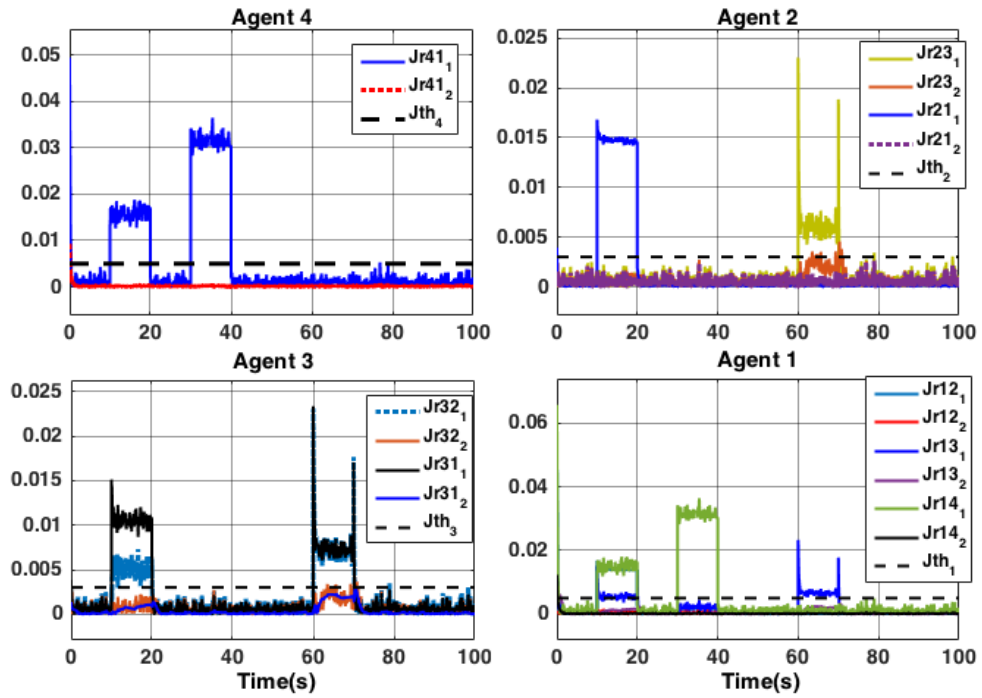 Agent 4
0.05
0.04
0.03
0.02
0.01
0
0 20 40 60 80 100
Jr41₁
Jr41₂
Jth₄
Agent 2
0.025
0.02
0.015
0.01
0.005
0
0 20 40 60 80 100
Jr23₁
Jr23₂
Jr21₁
Jr21₂
Jth₂
Agent 3
0.025
0.02
0.015
0.01
0.005
0
0 20 40 60 80 100
Time(s)
Jr32₁
Jr32₂
Jr31₁
Jr31₂
Jth₃
Agent 1
0.06
0.04
0.02
0
0 20 40 60 80 100
Time(s)
Jr12₁
Jr12₂
Jr13₁
Jr13₂
Jr14₁
Jr14₂
Jth₁